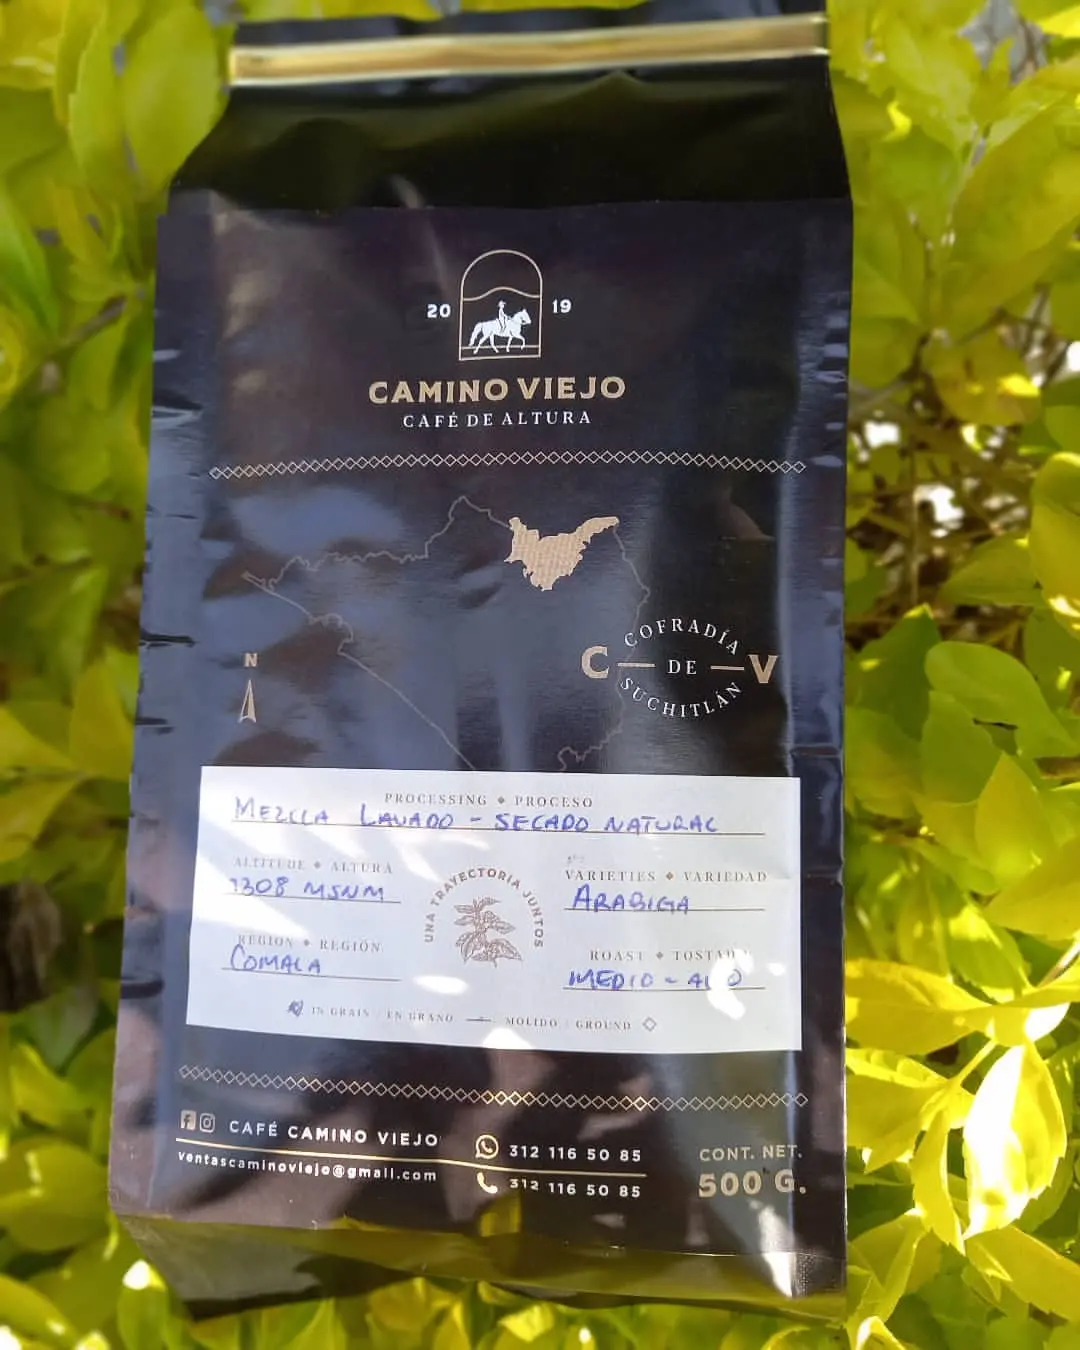 20 19
CAMINO VIEJO
CAFÉ DE ALTURA
N
COFRADÍA
C DE V
SUCHITLÁN
PROCESSING ◆ PROCESO
MEZCLA LAVADO - SECADO NATURAL
ALTITUDE ◆ ALTURA
1308 MSNM
VARIETIES ◆ VARIEDAD
ARABIGA
UNA TRAYECTORIA JUNTOS
REGION ◆ REGIÓN
COMALA
ROAST ◆ TOSTADO
MEDIO - ALTO
IN GRAIN / EN GRANO MOLIDO / GROUND
CAFÉ CAMINO VIEJO
ventascaminoviejo@gmail.com
312 116 50 85
312 116 50 85
CONT. NET.
500 G.